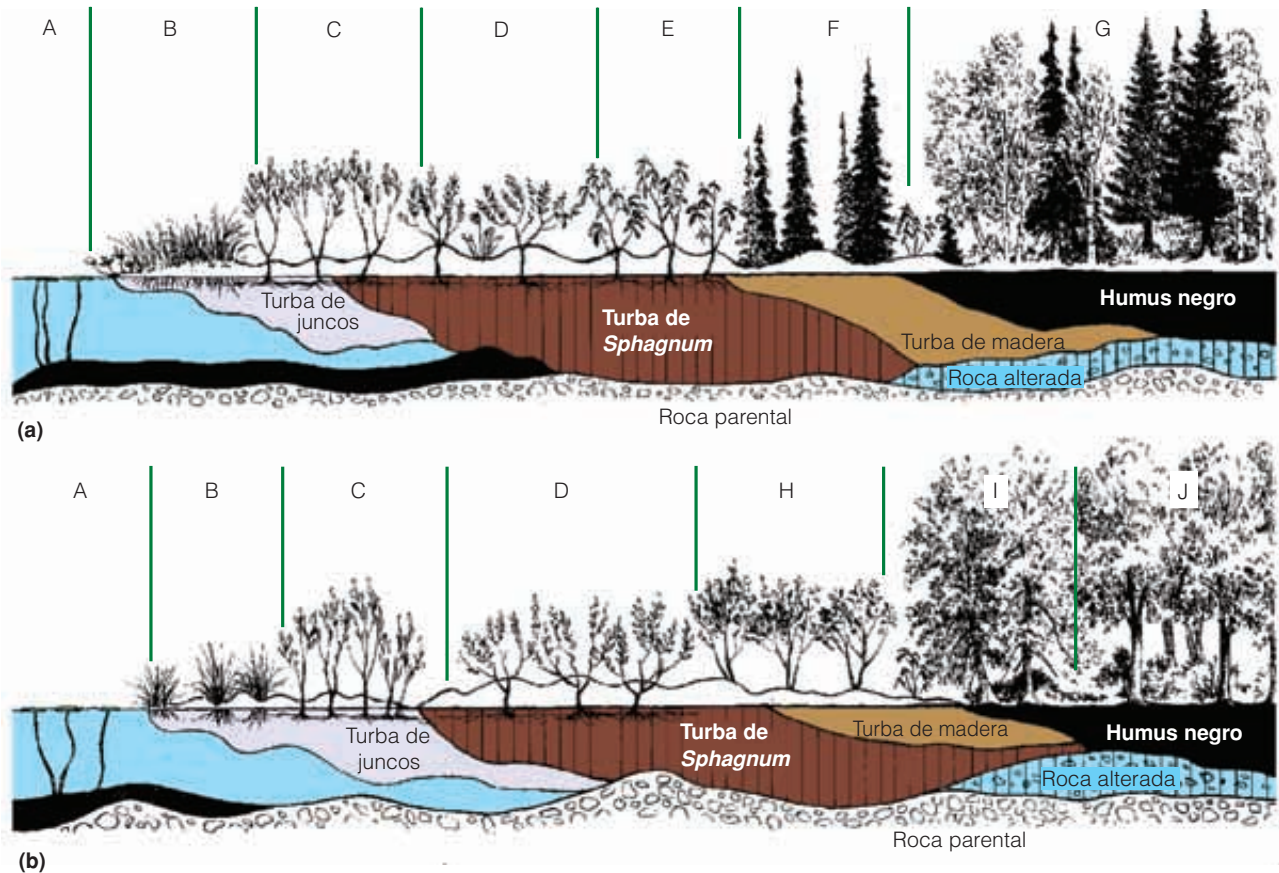 A B C D E F G
Turba de
juncos
Turba de
Sphagnum
Humus negro
Turba de madera
Roca alterada
Roca parental
(a)
A B C D H I J
Turba de
juncos
Turba de
Sphagnum
Turba de madera
Humus negro
Roca alterada
Roca parental
(b)